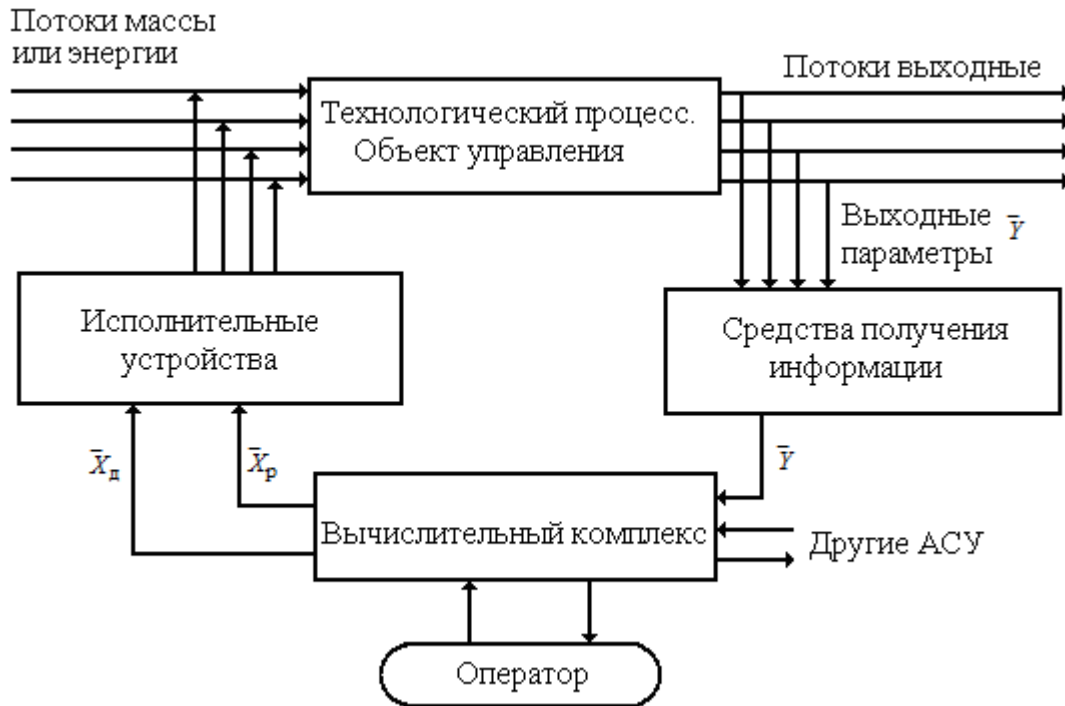 Потоки массы
или энергии
Потоки выходные
Технологический процесс.
Объект управления
Выходные
параметры
Y̅
Исполнительные
устройства
Средства получения
информации
X̅д
X̅р
Y̅
Вычислительный комплекс
Другие АСУ
Оператор